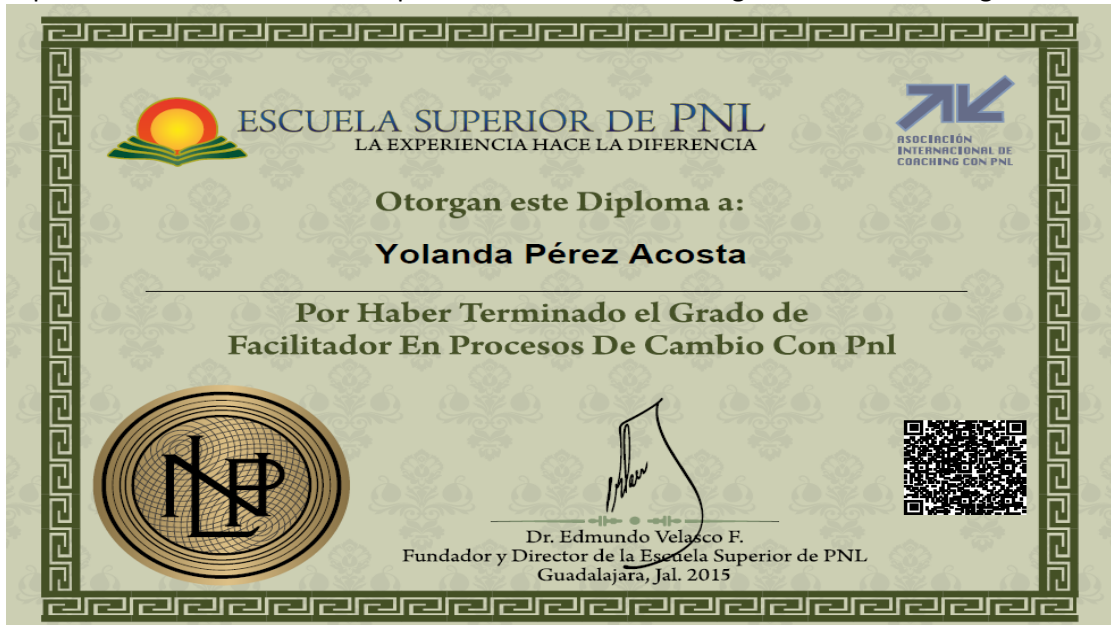 ESCUELA SUPERIOR DE PNL
LA EXPERIENCIA HACE LA DIFERENCIA
ASOCIACIÓN
INTERNACIONAL DE
COACHING CON PNL
Otorgan este Diploma a:
Yolanda Pérez Acosta
Por Haber Terminado el Grado de
Facilitador En Procesos De Cambio Con Pnl
NLP
Dr. Edmundo Velasco F.
Fundador y Director de la Escuela Superior de PNL
Guadalajara, Jal. 2015